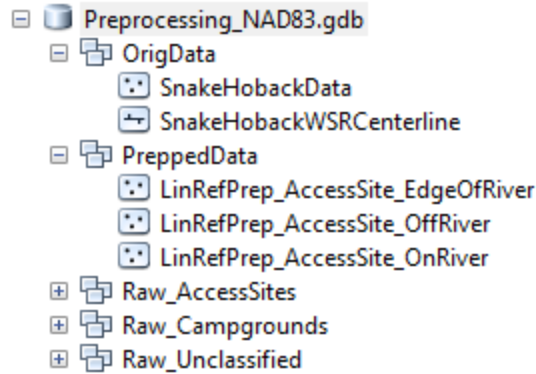 Preprocessing_NAD83.gdb
OrigData
SnakeHobackData
SnakeHobackWSRCenterline
PreppedData
LinRefPrep_AccessSite_EdgeOfRiver
LinRefPrep_AccessSite_OffRiver
LinRefPrep_AccessSite_OnRiver
Raw_AccessSites
Raw_Campgrounds
Raw_Unclassified